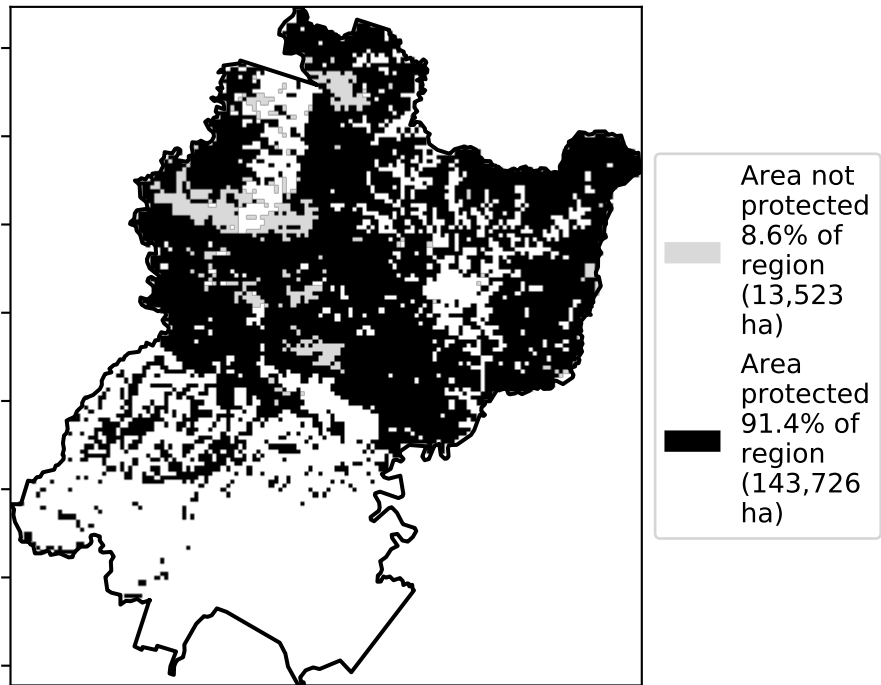 Area not
protected
8.6% of
region
(13,523
ha)
Area
protected
91.4% of
region
(143,726
ha)